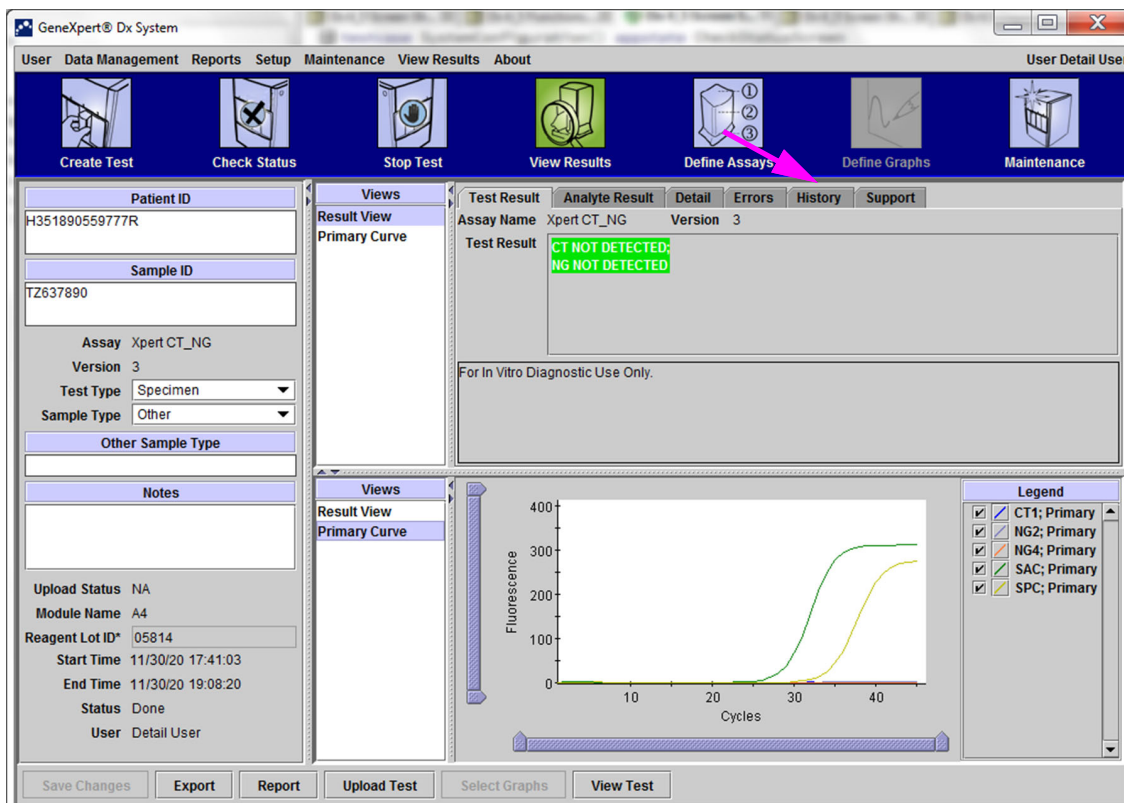 GeneXpert® Dx System
User Data Management Reports Setup Maintenance View Results About User Detail User
Create Test Check Status Stop Test View Results Define Assays Define Graphs Maintenance
①
②
③
Patient ID
H351890559777R
Sample ID
TZ637890
Assay Xpert CT_NG
Version 3
Test Type Specimen
Sample Type Other
Other Sample Type
Notes
Upload Status NA
Module Name A4
Reagent Lot ID* 05814
Start Time 11/30/20 17:41:03
End Time 11/30/20 19:08:20
Status Done
User Detail User
Views
Result View
Primary Curve
Test Result Analyte Result Detail Errors History Support
Assay Name Xpert CT_NG Version 3
Test Result CT NOT DETECTED;
NG NOT DETECTED
For In Vitro Diagnostic Use Only.
Views
Result View
Primary Curve
400
300
200
100
0
Fluorescence
10 20 30 40
Cycles
Legend
CT1; Primary
NG2; Primary
NG4; Primary
SAC; Primary
SPC; Primary
Save Changes Export Report Upload Test Select Graphs View Test